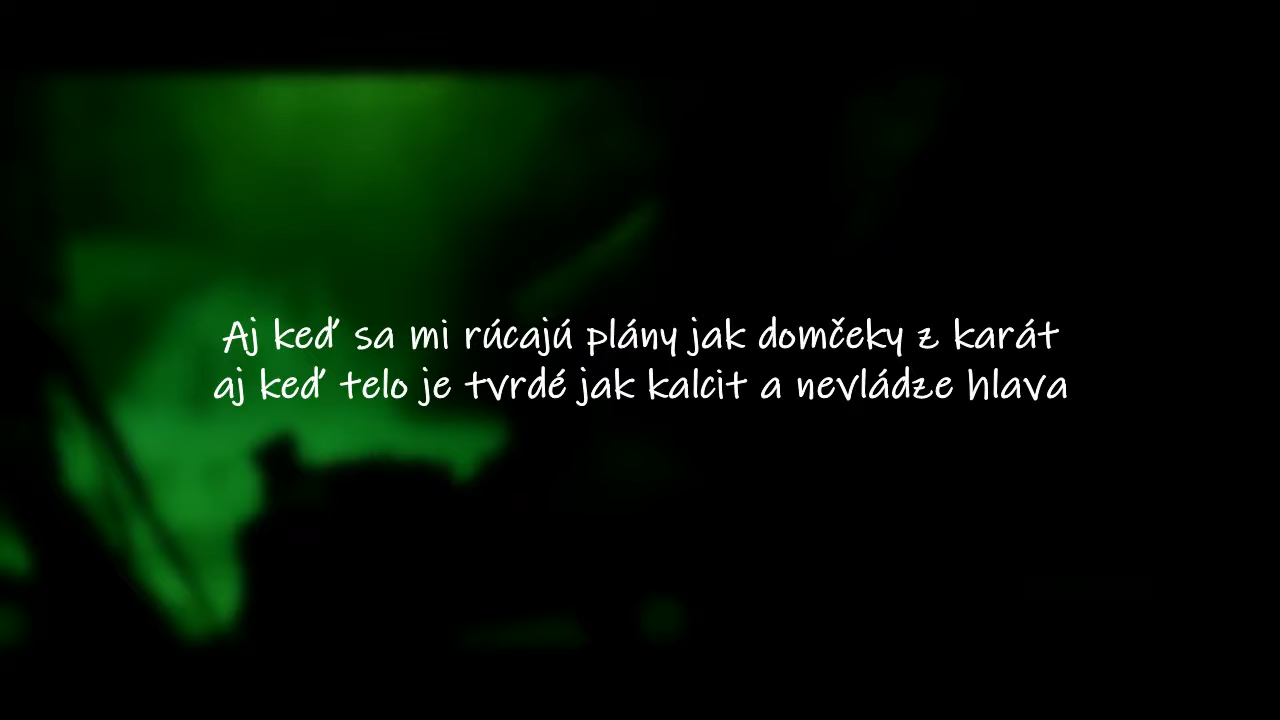 Aj keď sa mi rúcajú plány jak domčeky z karát
aj keď telo je tvrdé jak kalcit a nevládze hlava